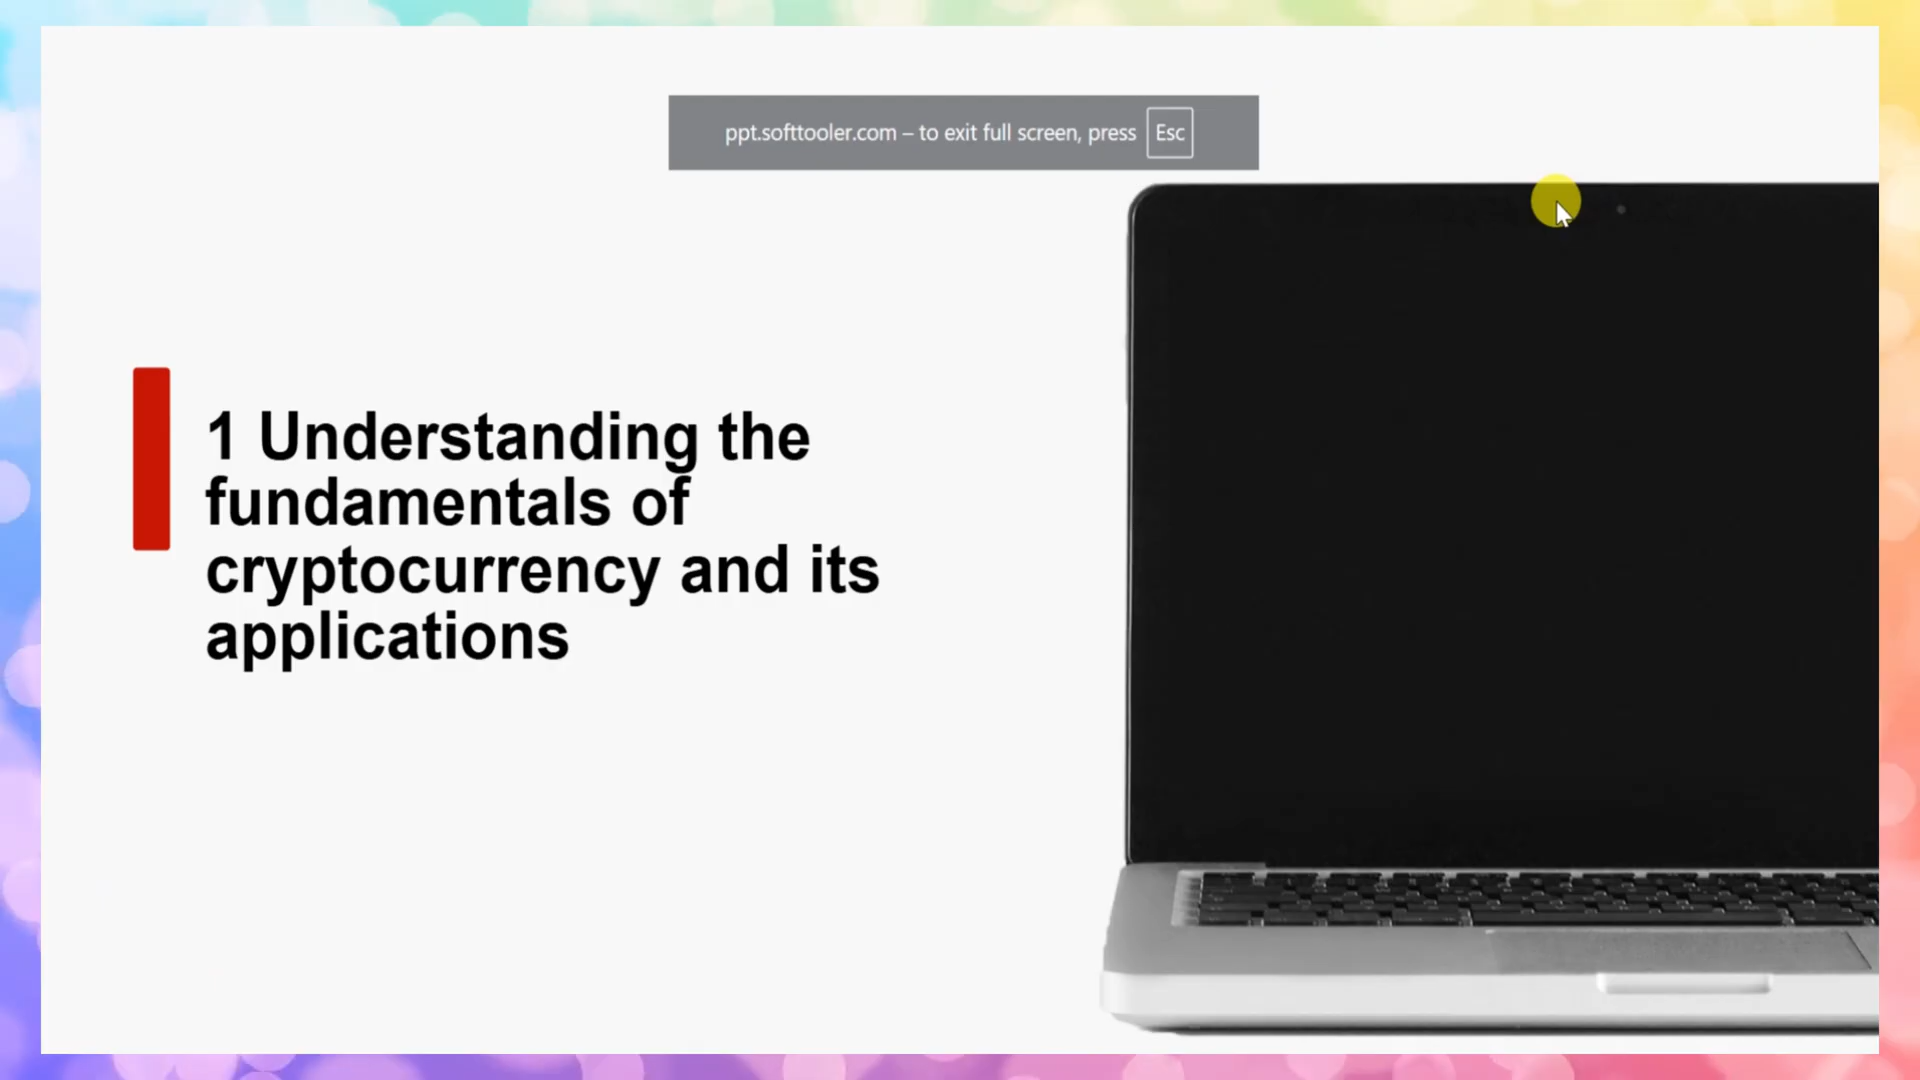 ppt.softtooler.com – to exit full screen, press Esc
1 Understanding the
fundamentals of
cryptocurrency and its
applications